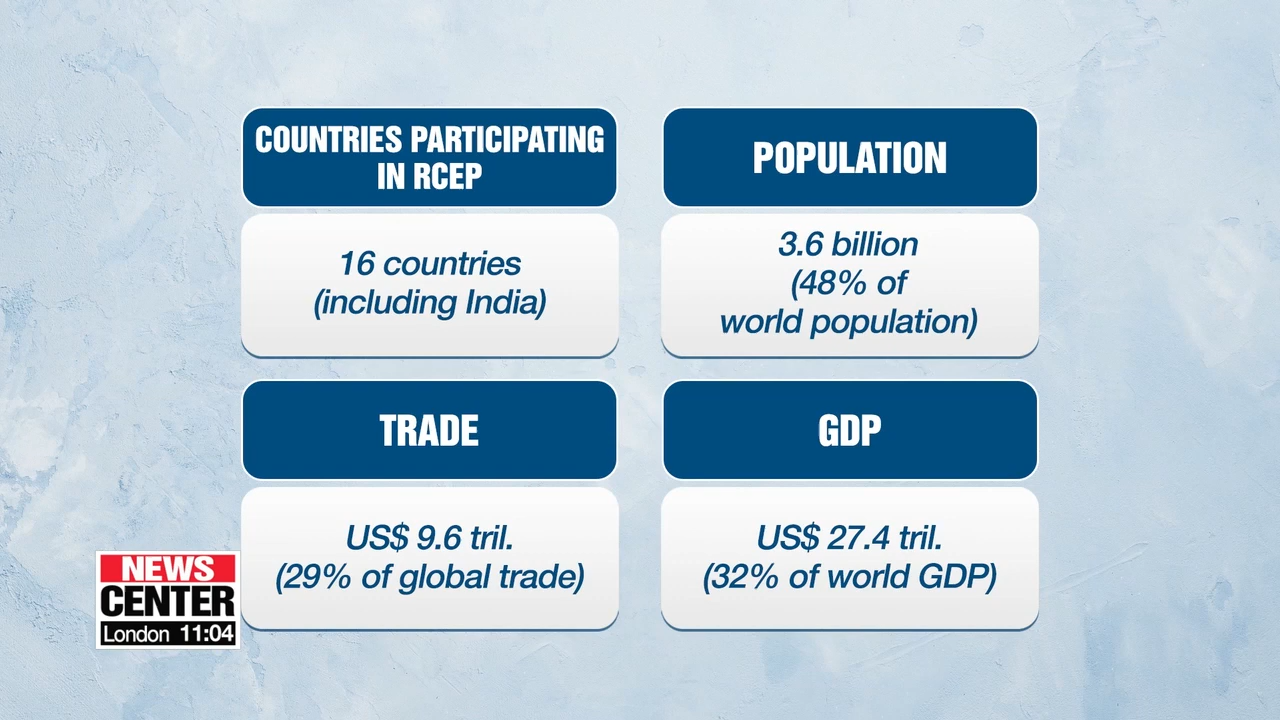 COUNTRIES PARTICIPATING
IN RCEP
16 countries
(including India)
POPULATION
3.6 billion
(48% of
world population)
TRADE
US$ 9.6 tril.
(29% of global trade)
GDP
US$ 27.4 tril.
(32% of world GDP)
NEWS
CENTER
London 11:04